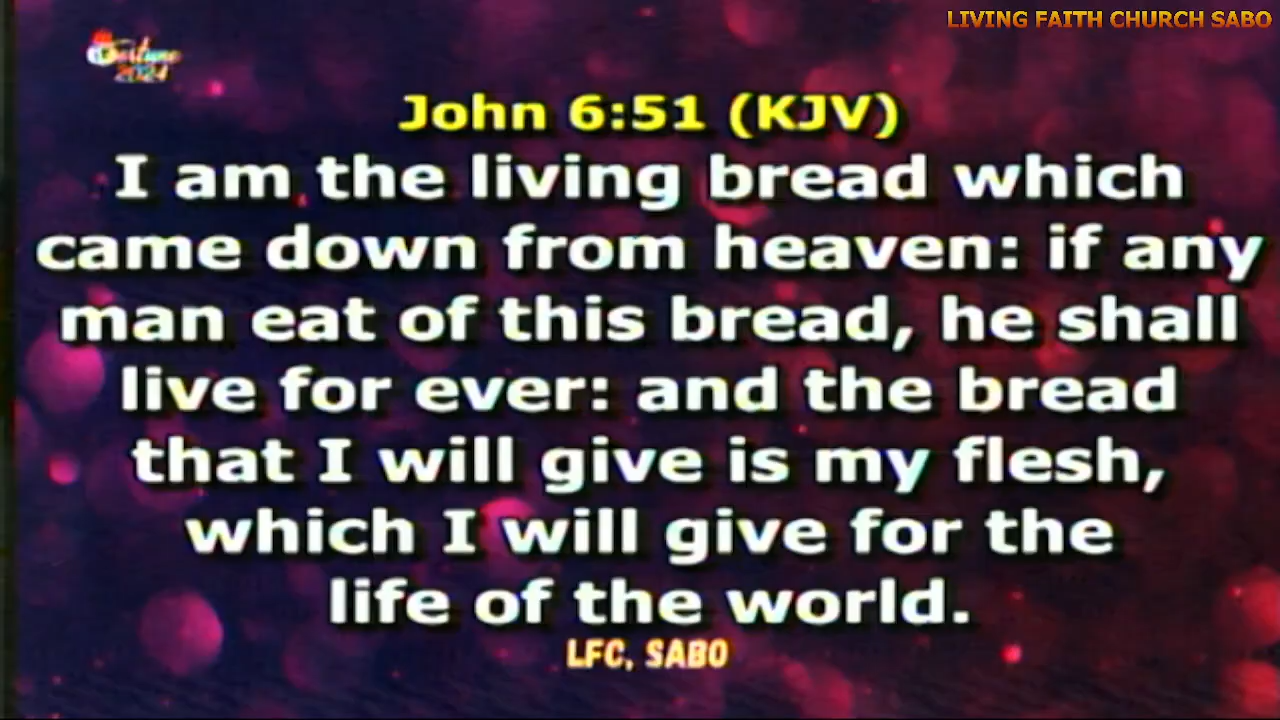 LIVING FAITH CHURCH SABO
2024
John 6:51 (KJV)
I am the living bread which
came down from heaven: if any
man eat of this bread, he shall
live for ever: and the bread
that I will give is my flesh,
which I will give for the
life of the world.
LFC, SABO